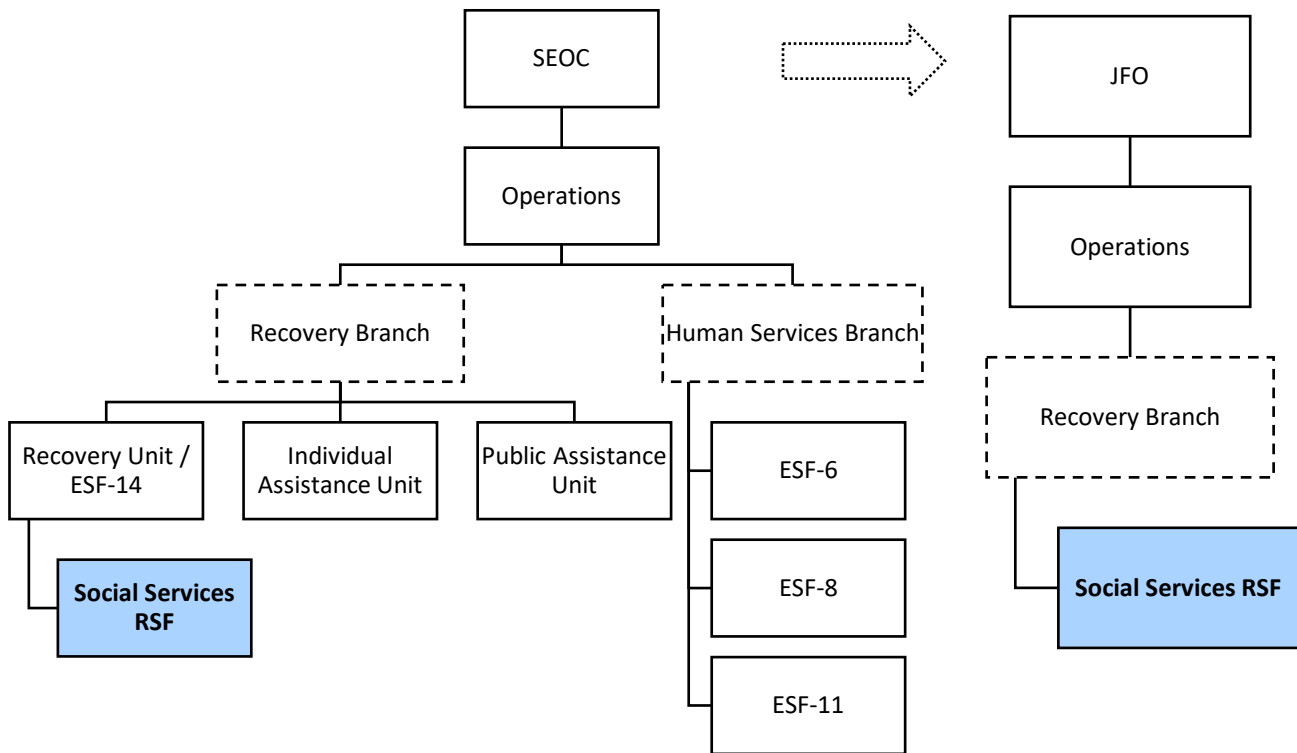 SEOC
Operations
Recovery Branch
Human Services Branch
Recovery Unit /
ESF-14
Individual
Assistance Unit
Public Assistance
Unit
Social Services
RSF
ESF-6
ESF-8
ESF-11
JFO
Operations
Recovery Branch
Social Services RSF